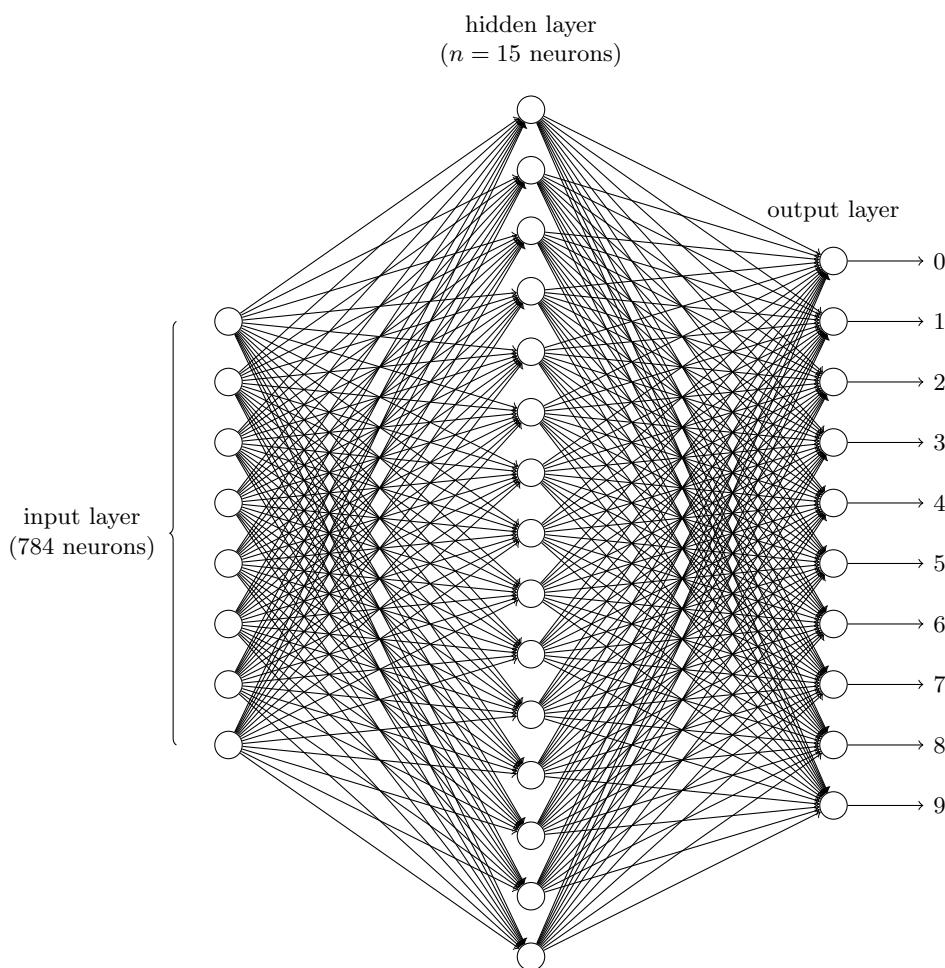 hidden layer
(n = 15 neurons)
output layer
0
1
2
3
4
input layer
(784 neurons)
5
6
7
8
9